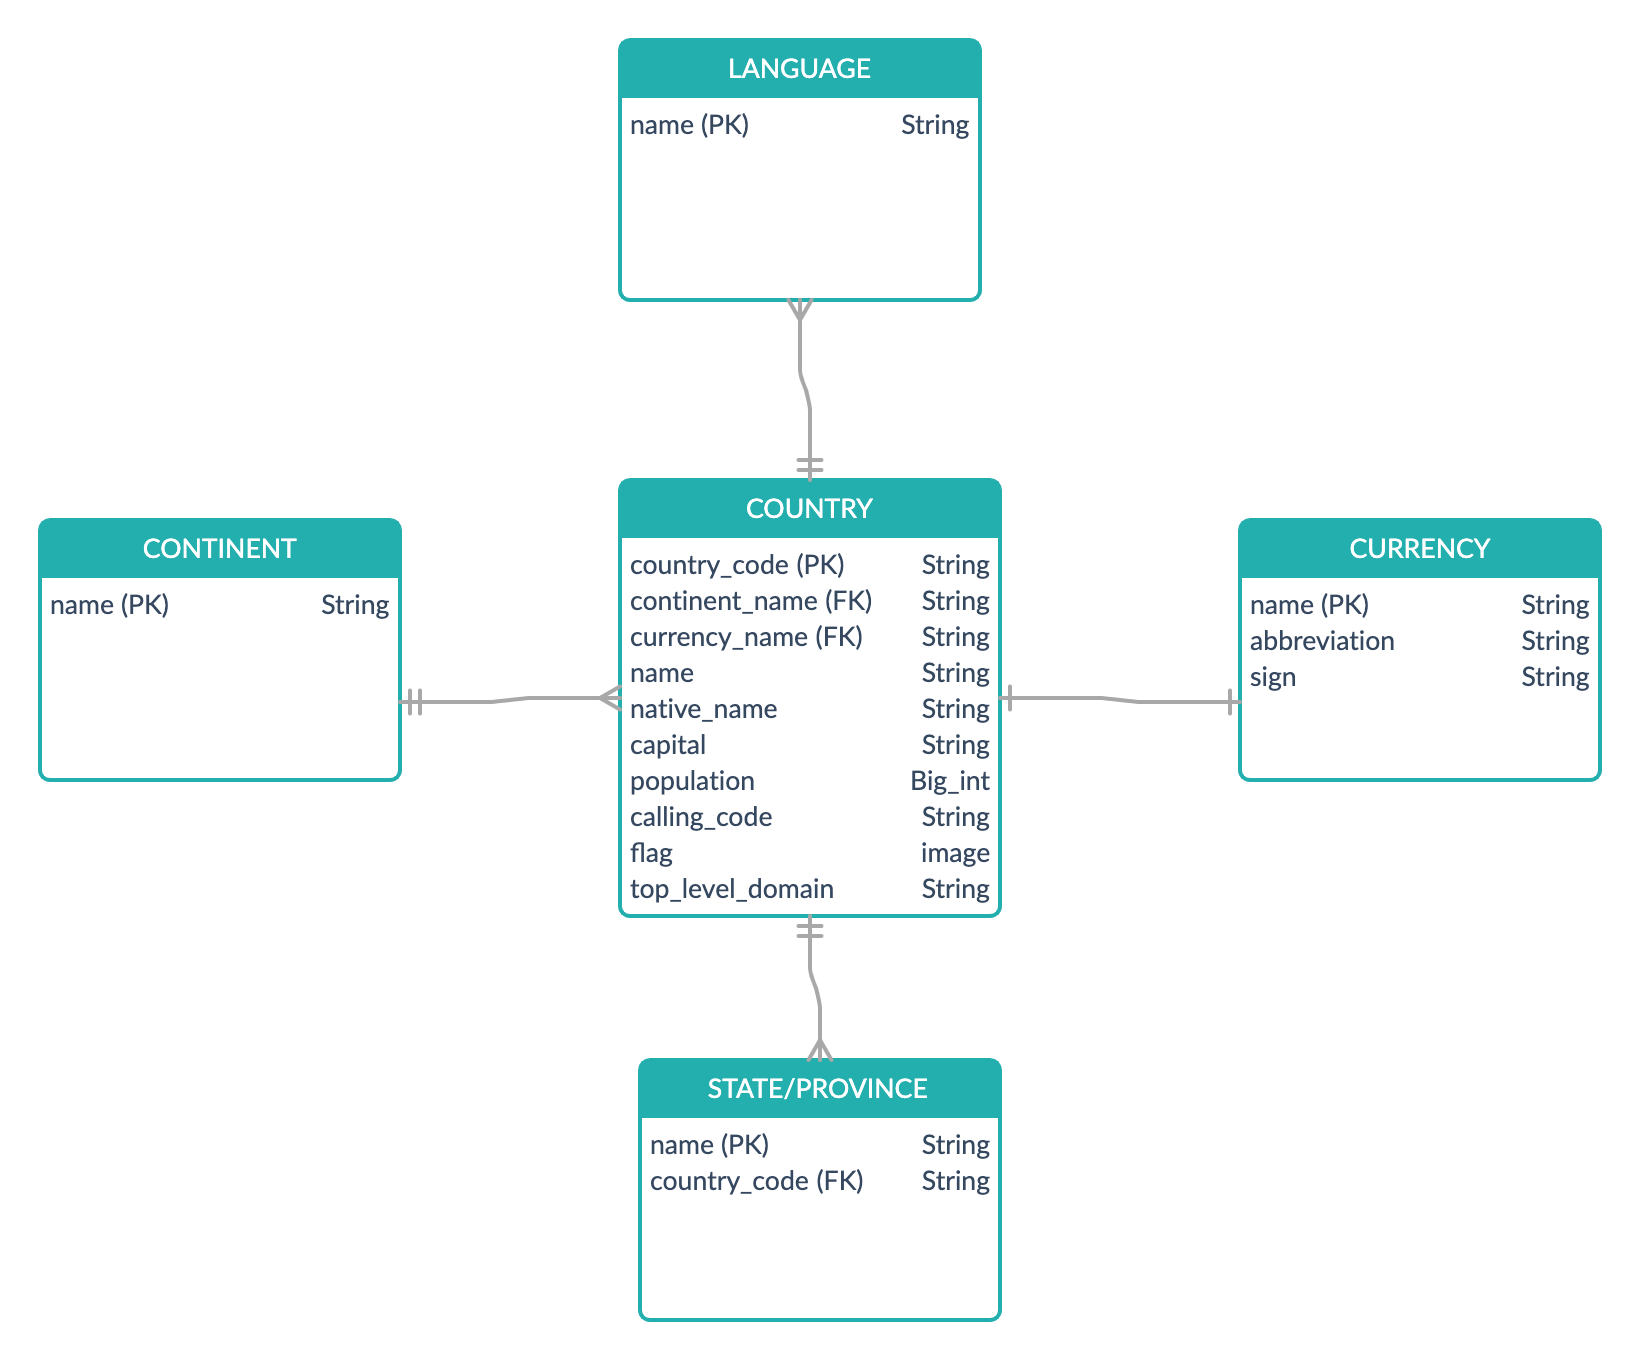 LANGUAGE
name (PK) String
COUNTRY
country_code (PK) String
continent_name (FK) String
currency_name (FK) String
name String
native_name String
capital String
population Big_int
calling_code String
flag image
top_level_domain String
CONTINENT
name (PK) String
CURRENCY
name (PK) String
abbreviation String
sign String
STATE/PROVINCE
name (PK) String
country_code (FK) String